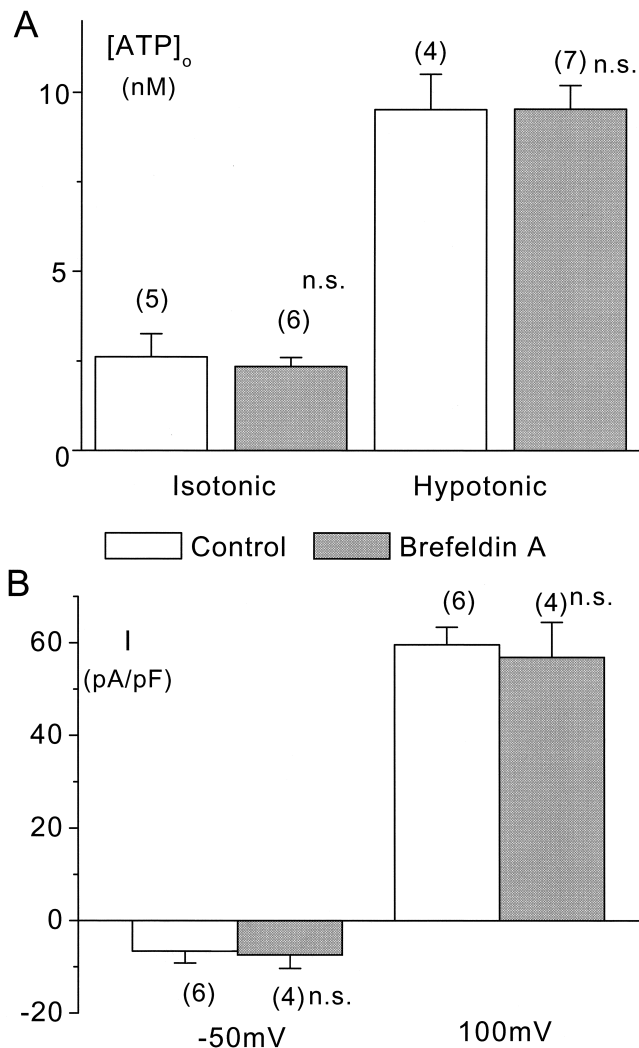 A
[ATP]o
(nM)
(4)
(7) n.s.
10
5
n.s.
(5)
(6)
0
Isotonic Hypotonic
Control Brefeldin A
B
I
(pA/pF)
(6)
(4) n.s.
60
40
20
0
-20
(6)
(4) n.s.
-50mV 100mV